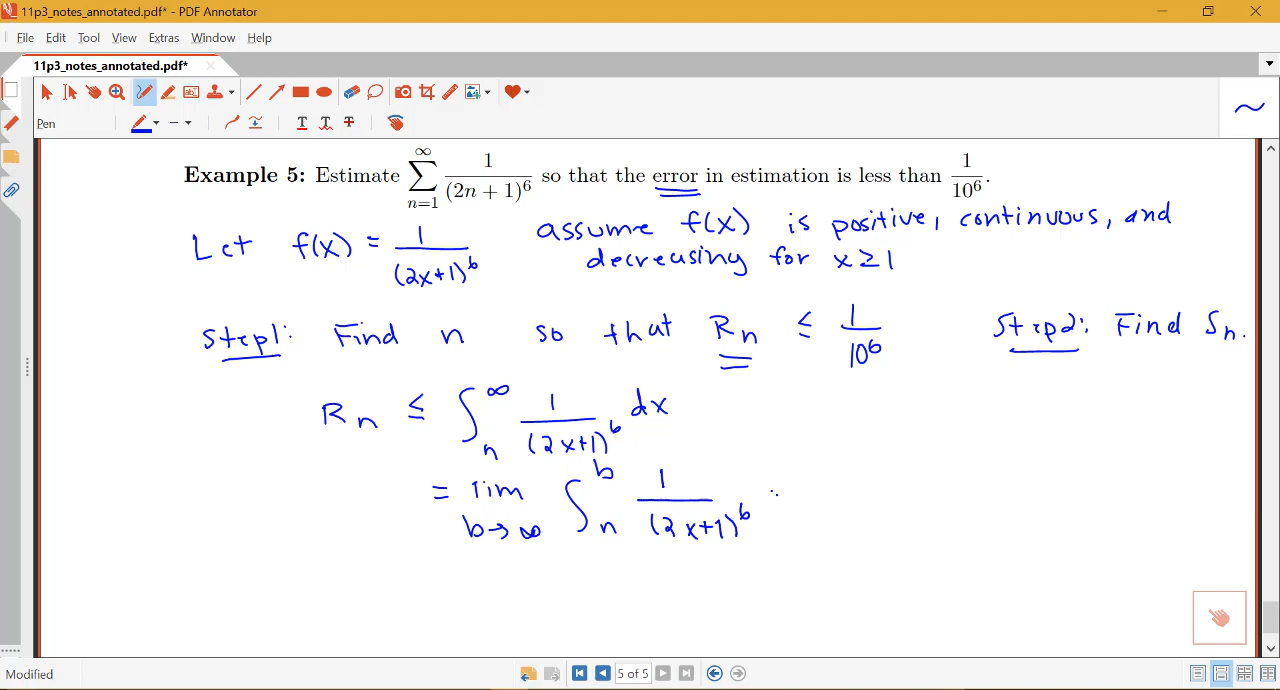 11p3_notes_annotated.pdf* - PDF Annotator
File Edit Tool View Extras Window Help
11p3_notes_annotated.pdf*
Pen
Example 5: Estimate ∑_{n=1}^{∞} 1/(2n + 1)^6 so that the error in estimation is less than 1/10^6.
Let f(x) = 1/(2x+1)^6 assume f(x) is positive, continuous, and
decreasing for x ≥ 1
Step1: Find n so that Rn ≤ 1/10^6 Step2: Find Sn.
Rn ≤ ∫_n^∞ 1/(2x+1)^6 dx
= lim_{b→∞} ∫_n^b 1/(2x+1)^6
Modified
5 of 5